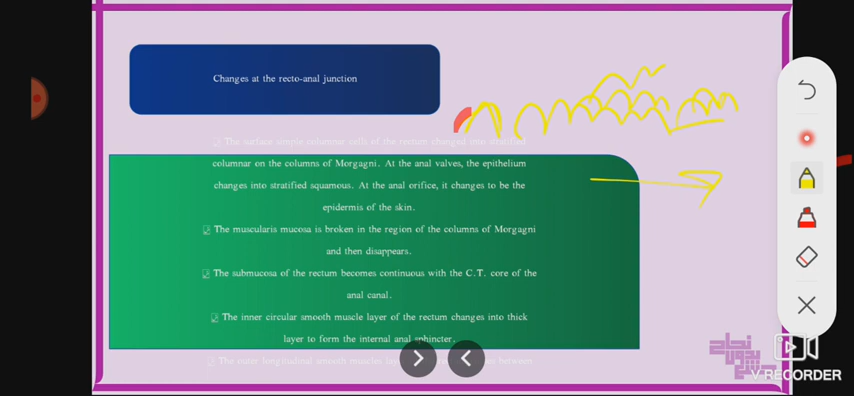 Changes at the recto-anal junction
The surface simple columnar cells of the rectum changed into stratified
columnar on the columns of Morgagni. At the anal valves, the epithelium
changes into stratified squamous. At the anal orifice, it changes to be the
epidermis of the skin.
The muscularis mucosa is broken in the region of the columns of Morgagni
and then disappears.
The submucosa of the rectum becomes continuous with the C.T. core of the
anal canal.
The inner circular smooth muscle layer of the rectum changes into thick
layer to form the internal anal sphincter.
The outer longitudinal smooth muscles between
نجاح
بدون
V RECORDER